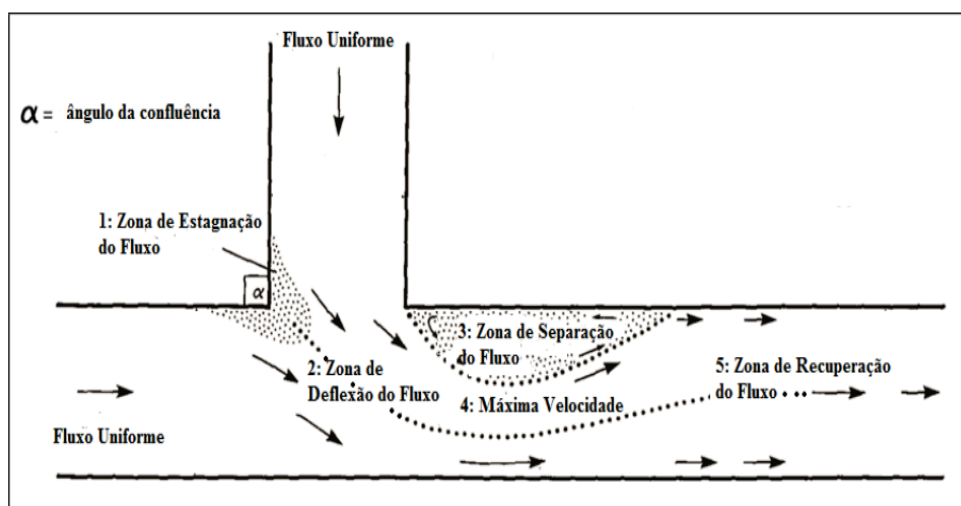 Fluxo Uniforme
α = ângulo da confluência
1: Zona de Estagnação
do Fluxo
α
3: Zona de Separação
do Fluxo
2: Zona de
Deflexão do Fluxo
4: Máxima Velocidade
5: Zona de Recuperação
do Fluxo
Fluxo Uniforme